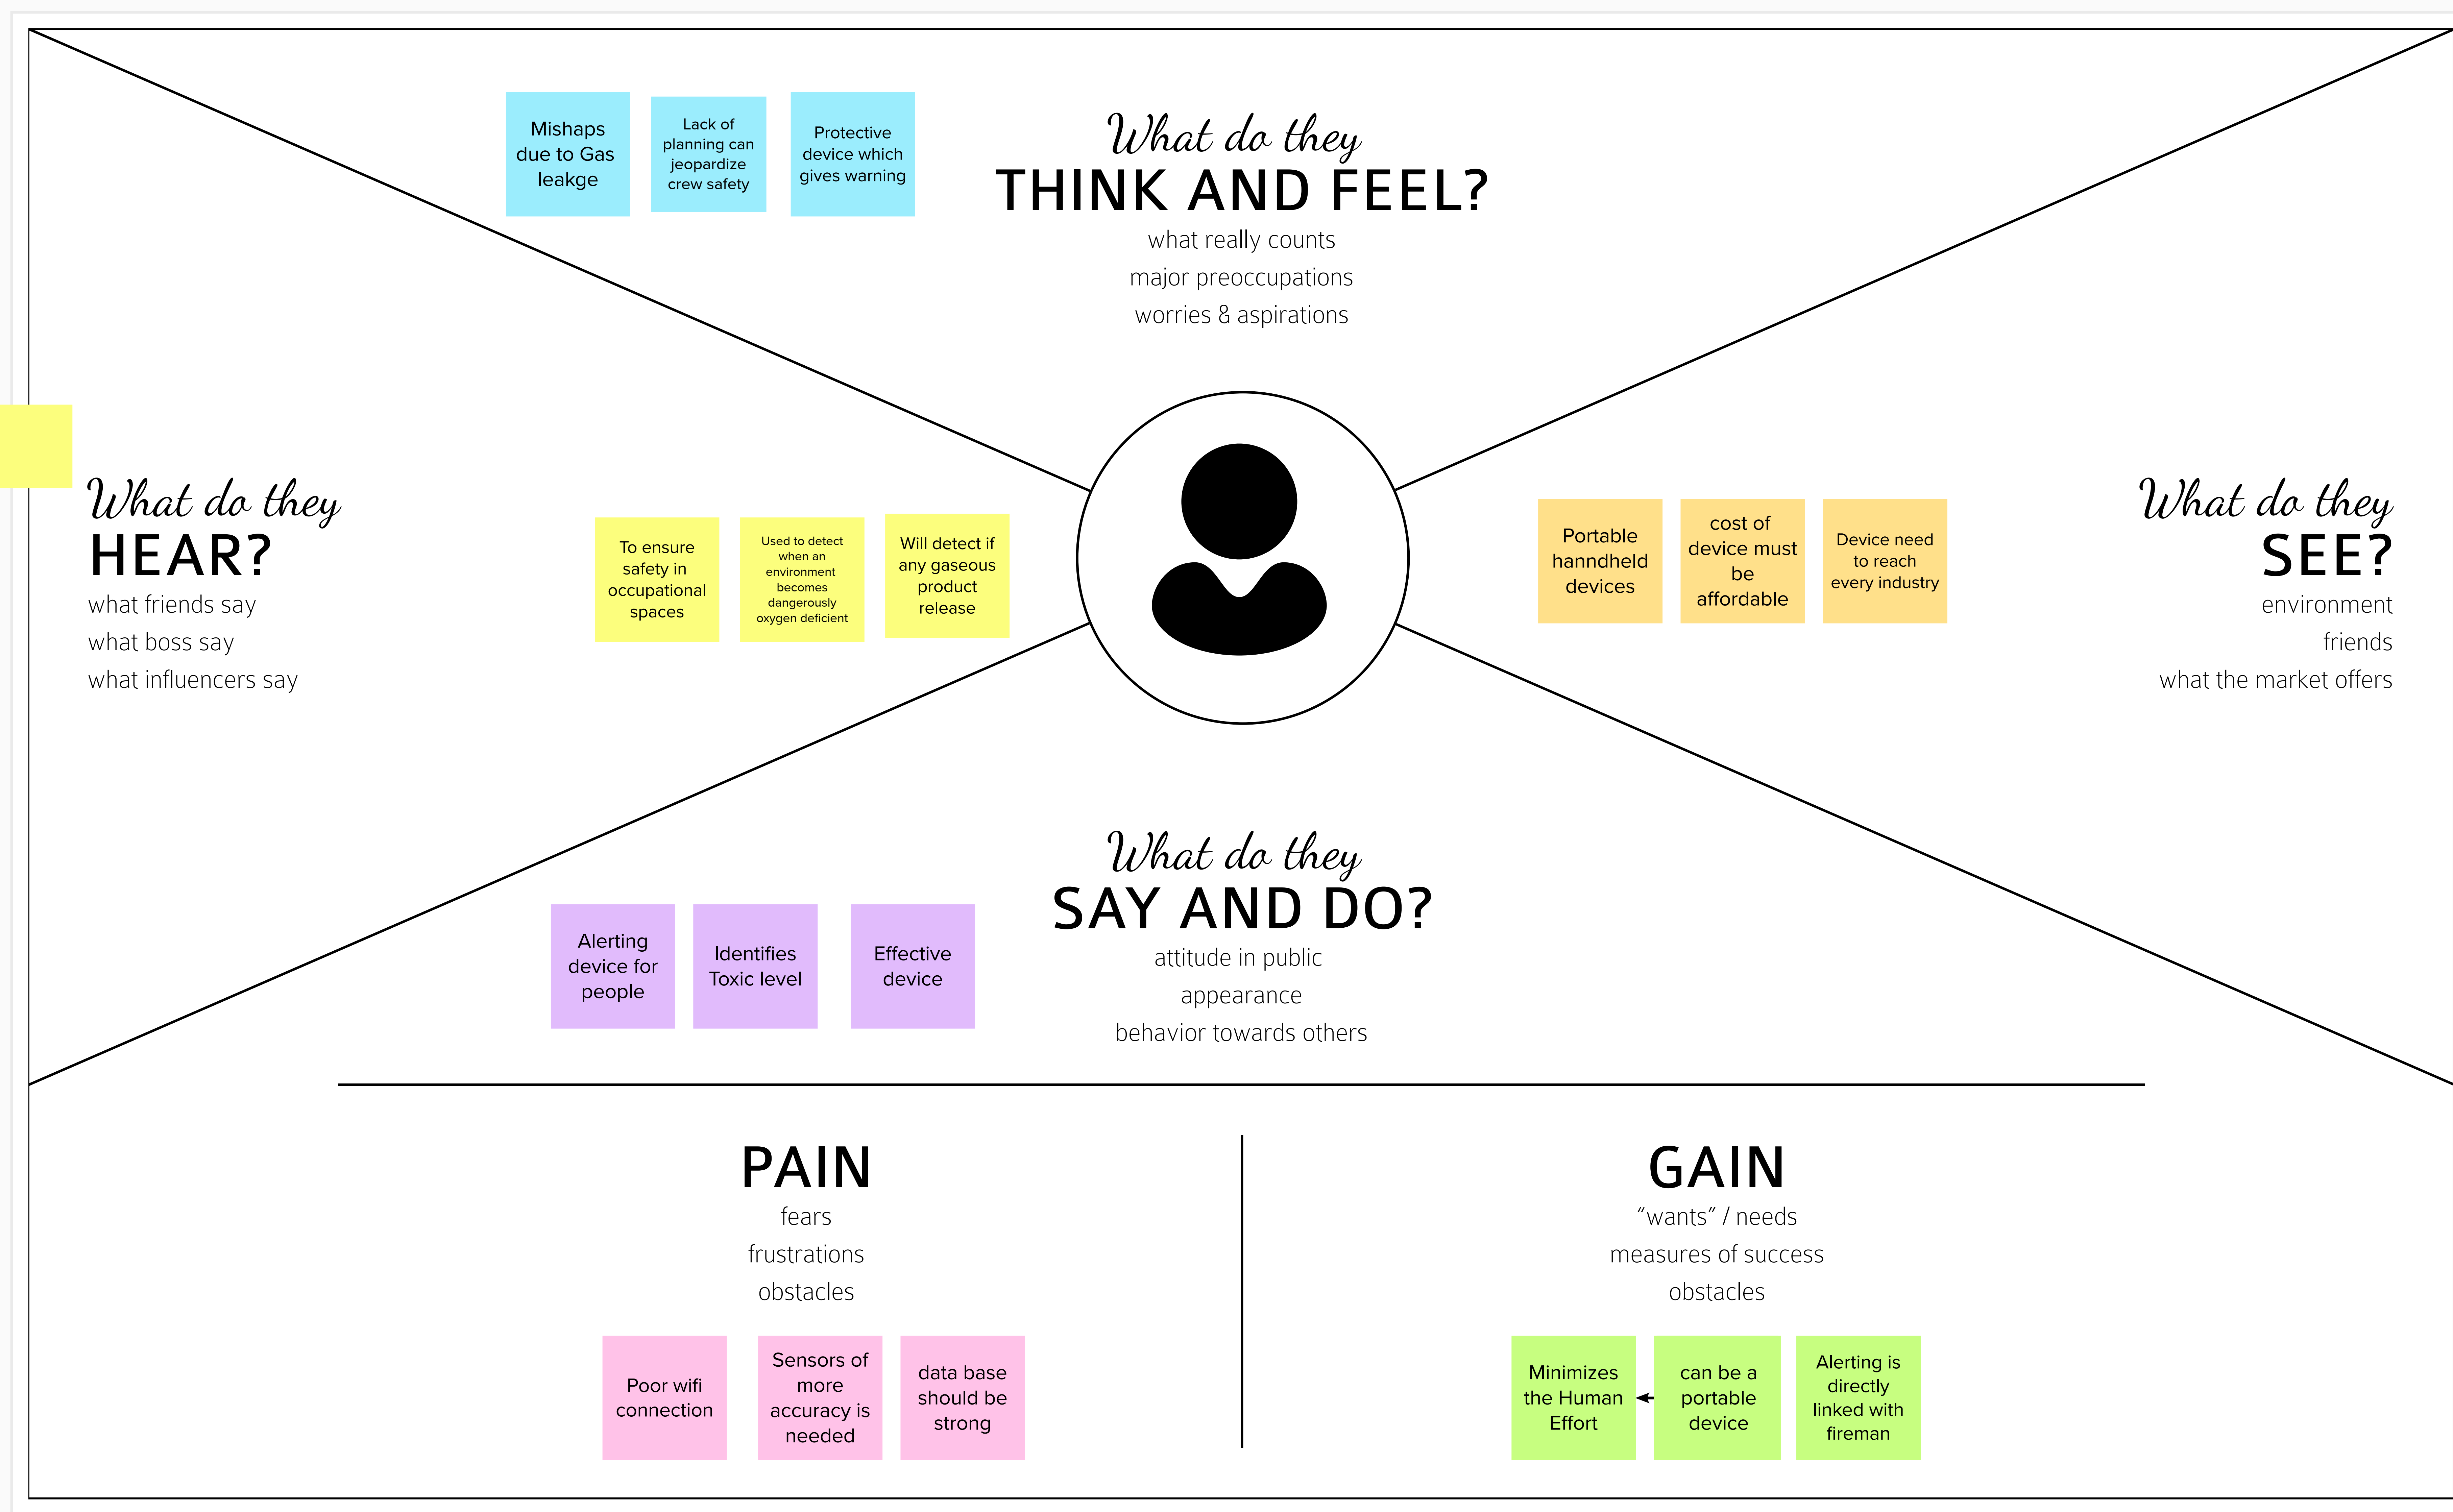 Mishaps
due to Gas
leakge
Lack of
planning can
jeopardize
crew safety
Protective
device which
gives warning
What do they
THINK AND FEEL?
what really counts
major preoccupations
worries & aspirations
What do they
HEAR?
what friends say
what boss say
what influencers say
To ensure
safety in
occupational
spaces
Used to detect
when an
environment
becomes
dangerously
oxygen deficient
Will detect if
any gaseous
product
release
Portable
hanndheld
devices
cost of
device must
be
affordable
Device need
to reach
every industry
What do they
SEE?
environment
friends
what the market offers
What do they
SAY AND DO?
attitude in public
appearance
behavior towards others
Alerting
device for
people
Identifies
Toxic level
Effective
device
PAIN
fears
frustrations
obstacles
Poor wifi
connection
Sensors of
more
accuracy is
needed
data base
should be
strong
GAIN
“wants” / needs
measures of success
obstacles
Minimizes
the Human
Effort
can be a
portable
device
Alerting is
directly
linked with
fireman